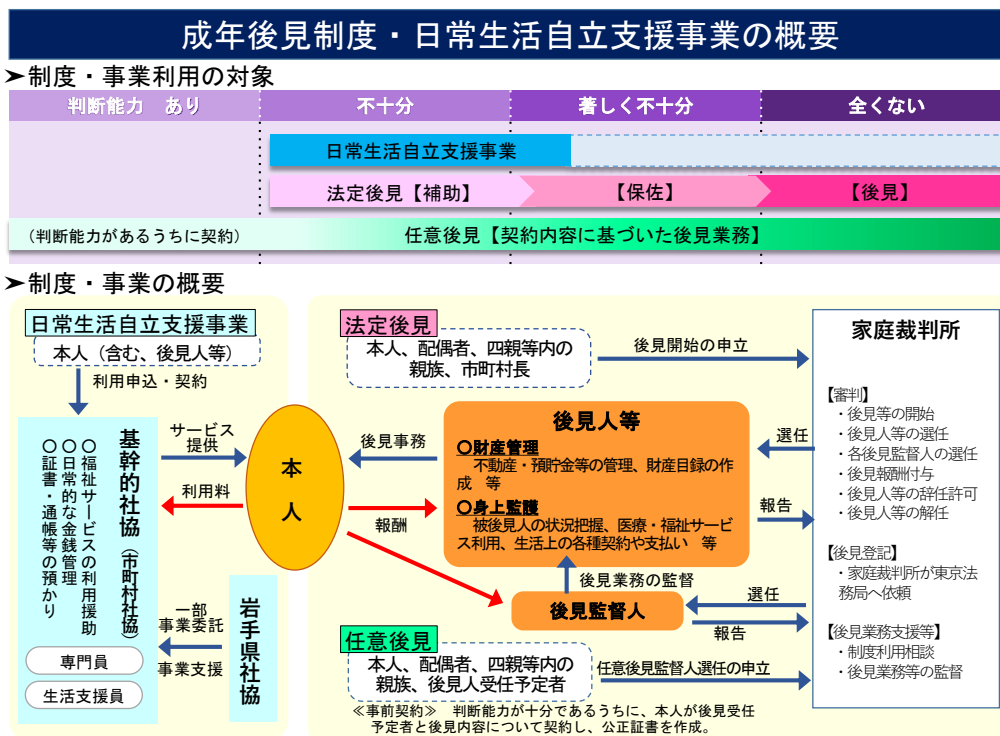 成年後見制度・日常生活自立支援事業の概要
➤制度・事業利用の対象
判断能力　あり
不十分
著しく不十分
全くない
日常生活自立支援事業
法定後見【補助】
【保佐】
【後見】
（判断能力があるうちに契約）
任意後見【契約内容に基づいた後見業務】
➤制度・事業の概要
日常生活自立支援事業
本人（含む、後見人等）
利用申込・契約
基幹的社協（市町村社協）
〇福祉サービスの利用援助
〇日常的な金銭管理
〇証書・通帳等の預かり
専門員
生活支援員
サービス
提供
利用料
一部
事業委託
事業支援
岩手県社協
本人
法定後見
本人、配偶者、四親等内の
親族、市町村長
後見開始の申立
後見事務
報酬
後見人等
〇財産管理
不動産・預貯金等の管理、財産目録の作
成　等
〇身上監護
被後見人の状況把握、医療・福祉サービ
ス利用、生活上の各種契約や支払い　等
選任
報告
後見業務の監督
後見監督人
選任
報告
任意後見
本人、配偶者、四親等内の
親族、後見人受任予定者
任意後見監督人選任の申立
≪事前契約≫　判断能力が十分であるうちに、本人が後見受任
予定者と後見内容について契約し、公正証書を作成。
家庭裁判所
【審判】
・後見等の開始
・後見人等の選任
・各後見監督人の選任
・後見報酬付与
・後見人等の辞任許可
・後見人等の解任
【後見登記】
・家庭裁判所が東京法
務局へ依頼
【後見業務支援等】
・制度利用相談
・後見業務等の監督